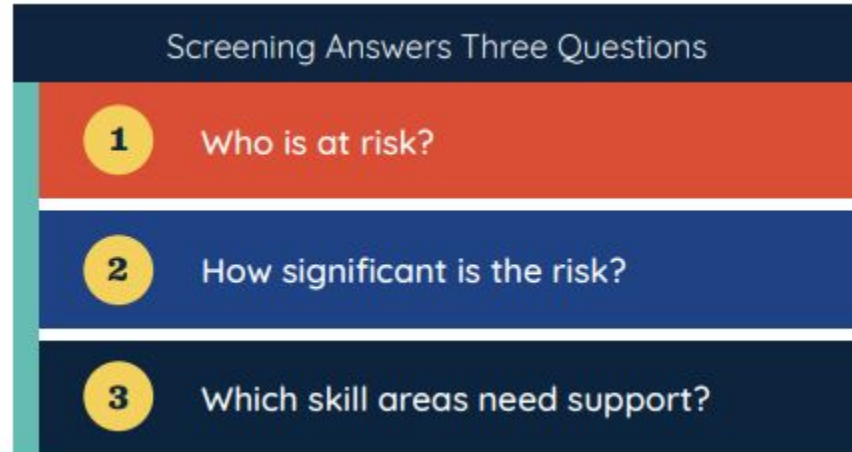 Screening Answers Three Questions
1 Who is at risk?
2 How significant is the risk?
3 Which skill areas need support?